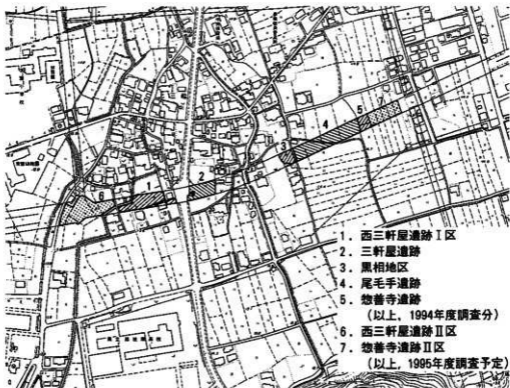 6
1
2
3
4
5
7
1. 西三軒屋遺跡Ⅰ区
2. 三軒屋遺跡
3. 黒相地区
4. 尾毛手遺跡
5. 惣善寺遺跡
(以上, 1994年度調査分)
6. 西三軒屋遺跡Ⅱ区
7. 惣善寺遺跡Ⅱ区
(以上, 1995年度調査予定)